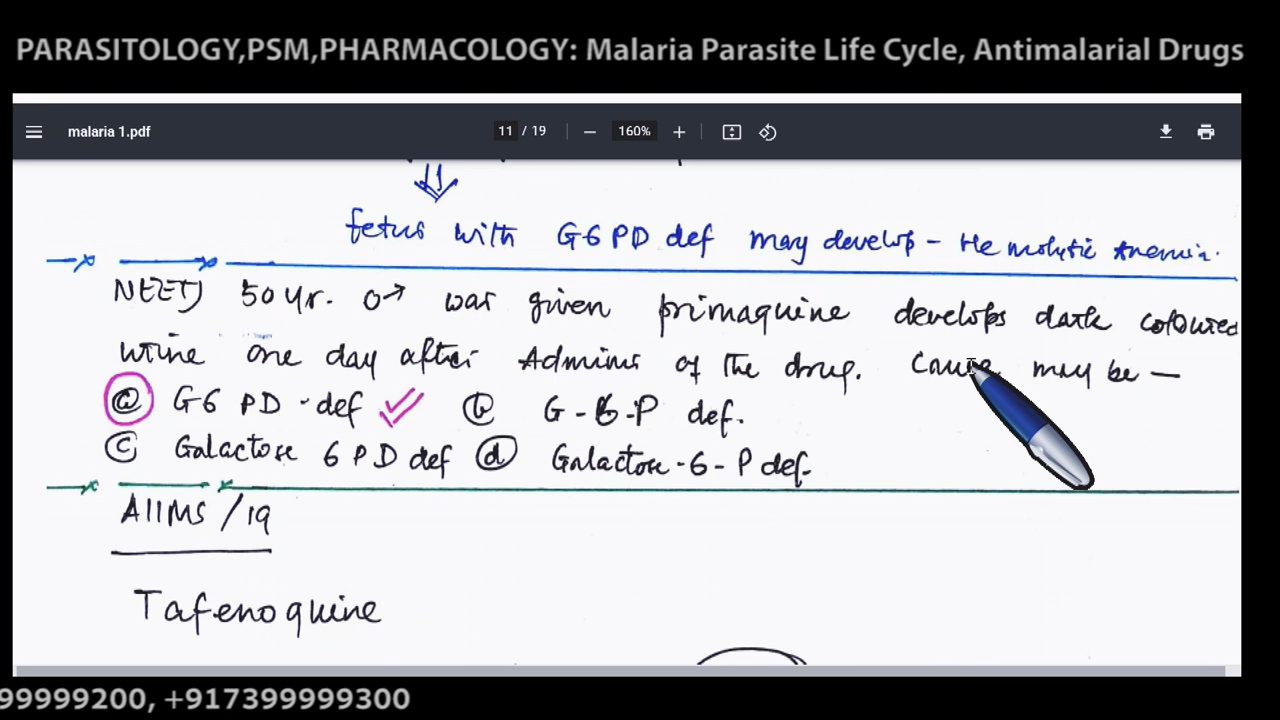 PARASITOLOGY,PSM,PHARMACOLOGY: Malaria Parasite Life Cycle, Antimalarial Drugs
malaria 1.pdf 11 / 19 160%
fetus with G6PD def may develop - Hemolytic Anemia.
NEET] 50 yr. ♂ was given primaquine develops dark coloured
urine one day after Adminis of the drug. Cause may be —
(a) G6 PD - def ✓ (b) G-6-P def.
(c) Galactose 6 PD def (d) Galactose-6-P def.
AIIMS /19
Tafenoquine
99999200, +917399999300